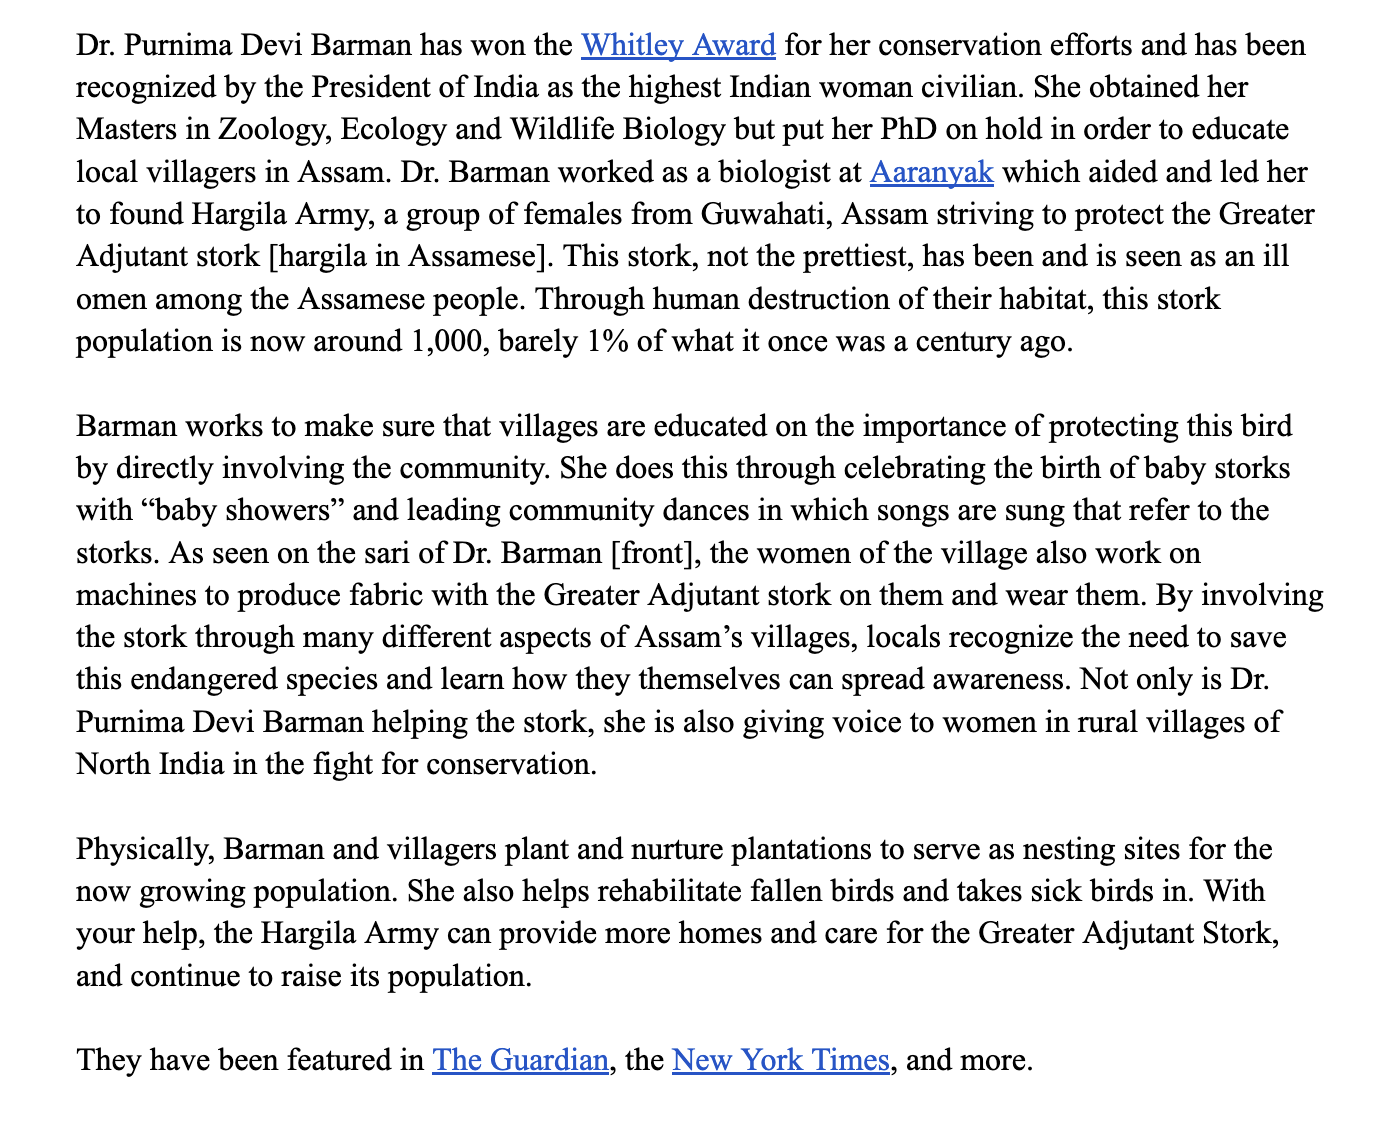 Dr. Purnima Devi Barman has won the Whitley Award for her conservation efforts and has been
recognized by the President of India as the highest Indian woman civilian. She obtained her
Masters in Zoology, Ecology and Wildlife Biology but put her PhD on hold in order to educate
local villagers in Assam. Dr. Barman worked as a biologist at Aaranyak which aided and led her
to found Hargila Army, a group of females from Guwahati, Assam striving to protect the Greater
Adjutant stork [hargila in Assamese]. This stork, not the prettiest, has been and is seen as an ill
omen among the Assamese people. Through human destruction of their habitat, this stork
population is now around 1,000, barely 1% of what it once was a century ago.
Barman works to make sure that villages are educated on the importance of protecting this bird
by directly involving the community. She does this through celebrating the birth of baby storks
with “baby showers” and leading community dances in which songs are sung that refer to the
storks. As seen on the sari of Dr. Barman [front], the women of the village also work on
machines to produce fabric with the Greater Adjutant stork on them and wear them. By involving
the stork through many different aspects of Assam’s villages, locals recognize the need to save
this endangered species and learn how they themselves can spread awareness. Not only is Dr.
Purnima Devi Barman helping the stork, she is also giving voice to women in rural villages of
North India in the fight for conservation.
Physically, Barman and villagers plant and nurture plantations to serve as nesting sites for the
now growing population. She also helps rehabilitate fallen birds and takes sick birds in. With
your help, the Hargila Army can provide more homes and care for the Greater Adjutant Stork,
and continue to raise its population.
They have been featured in The Guardian, the New York Times, and more.